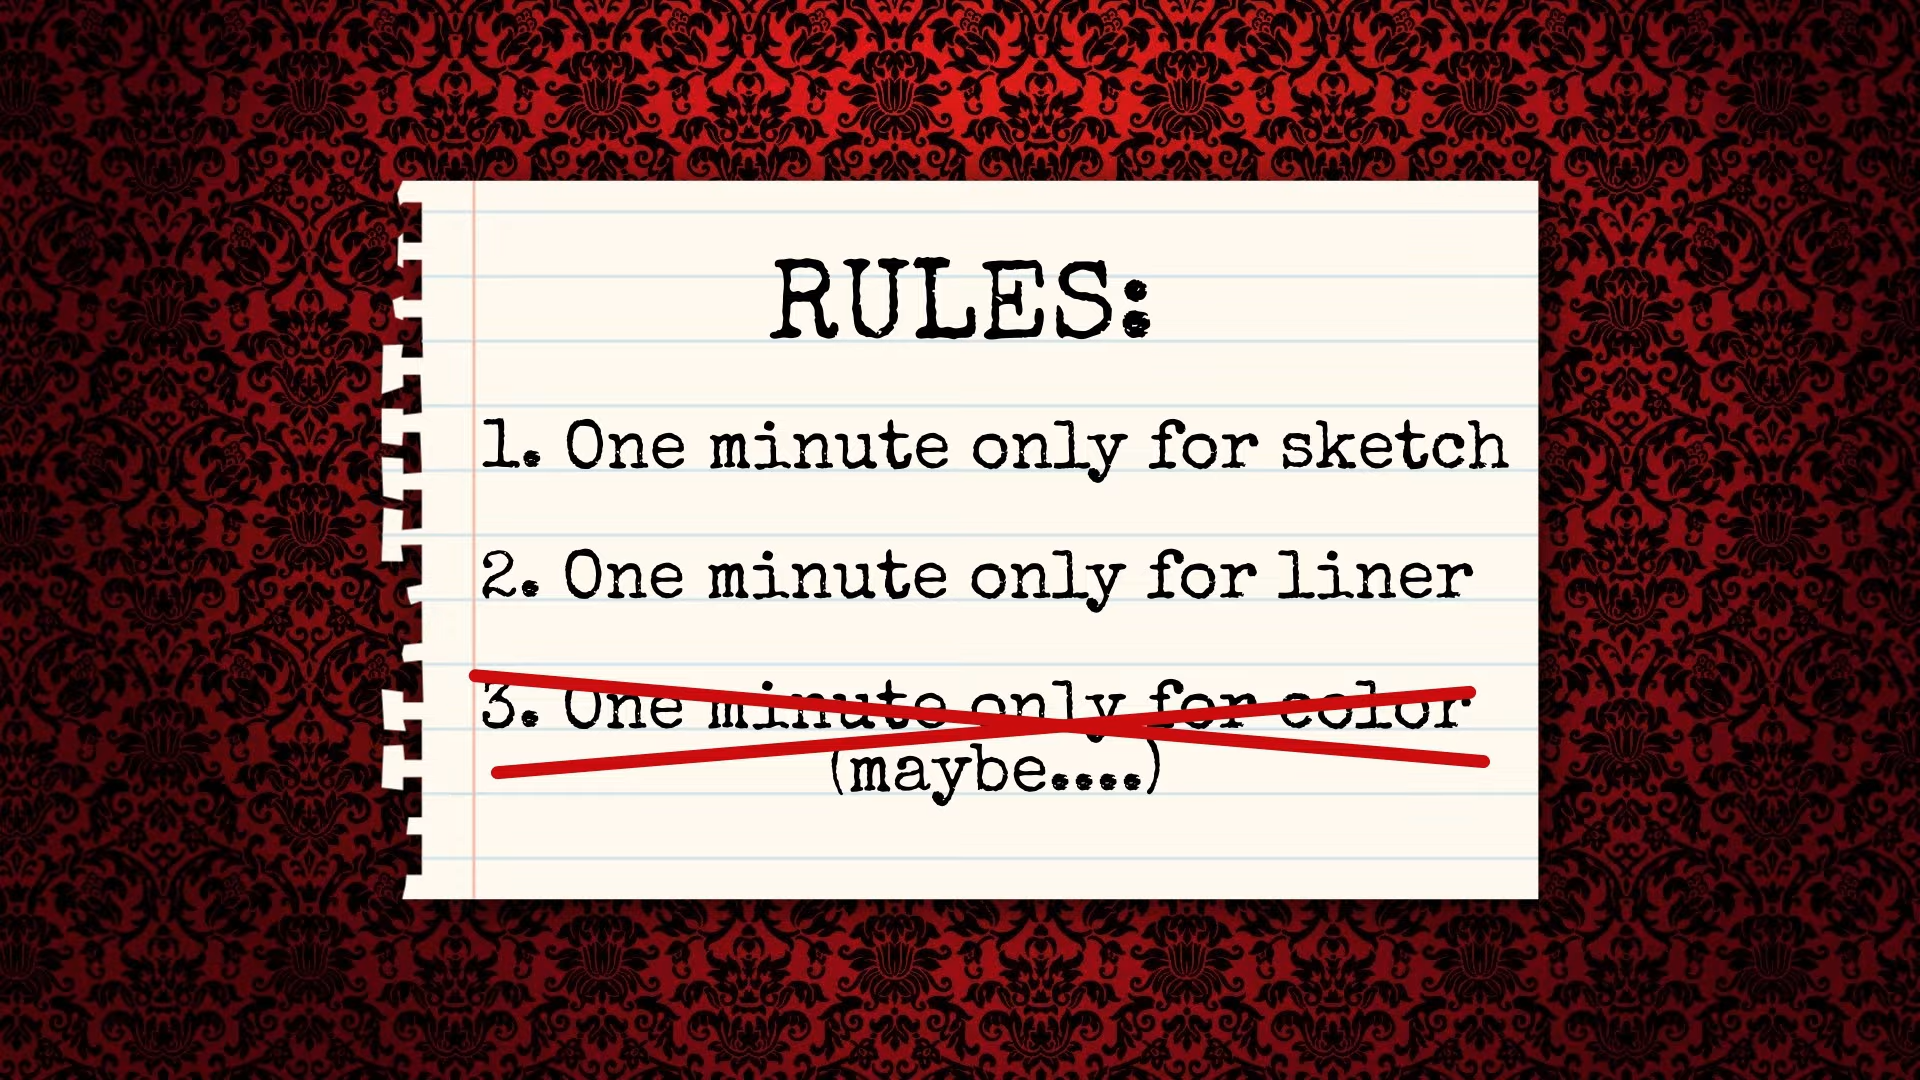 RULES:
1. One minute only for sketch
2. One minute only for liner
3. One minute only for color
(maybe....)